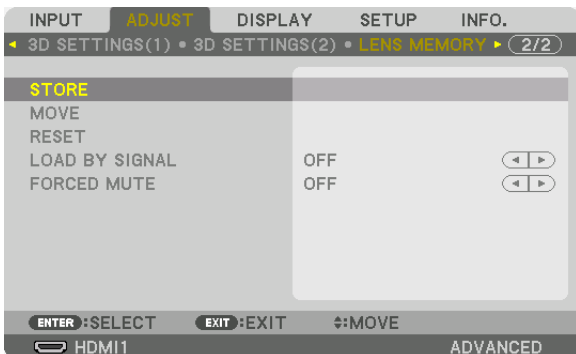 INPUT ADJUST DISPLAY SETUP INFO.
3D SETTINGS(1) • 3D SETTINGS(2) • LENS MEMORY 2/2
STORE
MOVE
RESET
LOAD BY SIGNAL OFF
FORCED MUTE OFF
ENTER :SELECT EXIT :EXIT :MOVE
HDMI1 ADVANCED